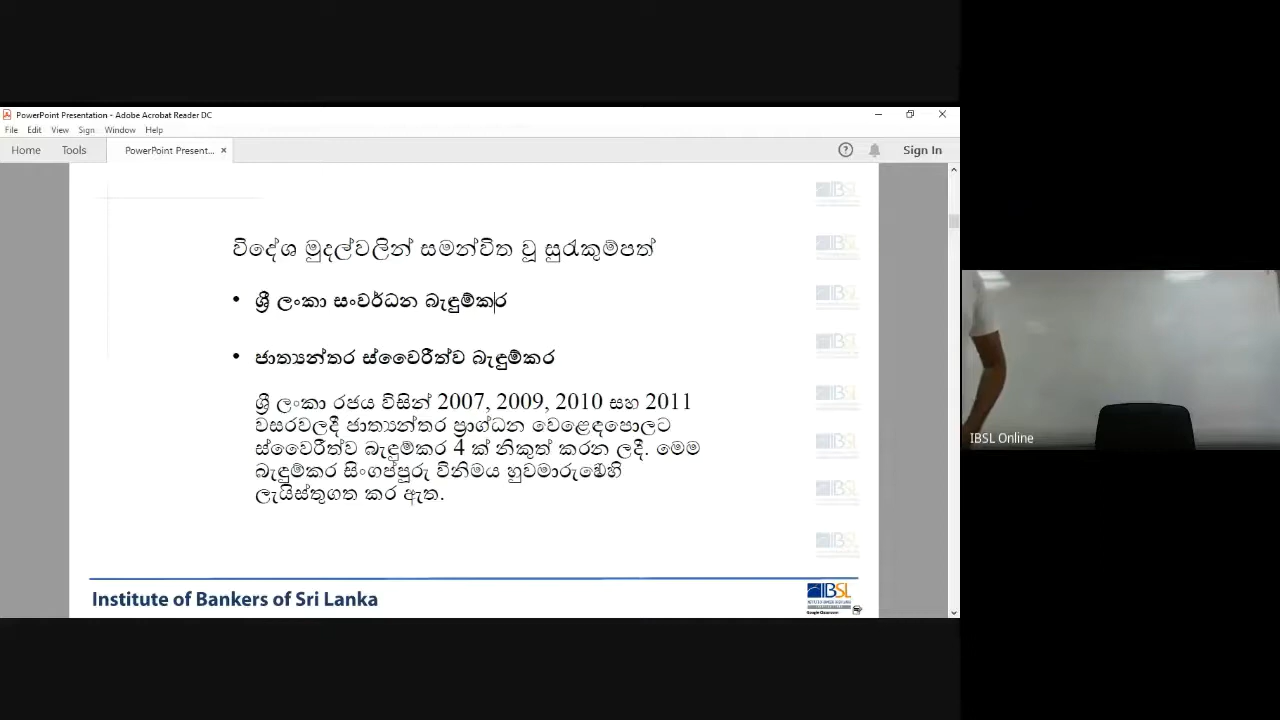 PowerPoint Presentation - Adobe Acrobat Reader DC
File Edit View Sign Window Help
Home Tools PowerPoint Present... × Sign In
විදේශ මුදල්වලින් සමන්විත වූ සුරැකුම්පත්
• ශ්‍රී ලංකා සංවර්ධන බැඳුම්කර
• ජාත්‍යන්තර ස්වෛරීත්ව බැඳුම්කර
ශ්‍රී ලංකා රජය විසින් 2007, 2009, 2010 සහ 2011
වසරවලදී ජාත්‍යන්තර ප්‍රාග්ධන වෙළෙඳපොලට
ස්වෛරීත්ව බැඳුම්කර 4 ක් නිකුත් කරන ලදී. මෙම
බැඳුම්කර සිංගප්පූරු විනිමය හුවමාරුවෙහි
ලැයිස්තුගත කර ඇත.
Institute of Bankers of Sri Lanka
IBSL
IBSL Online